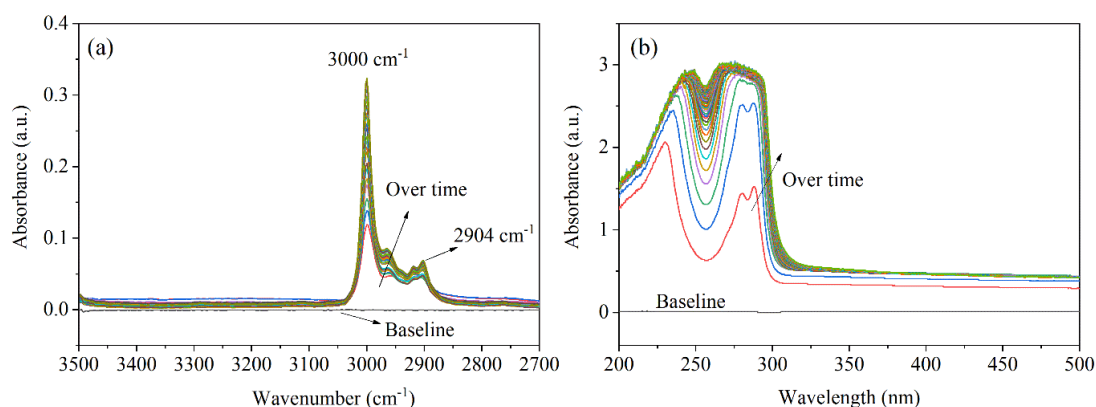 (a)
3000 cm⁻¹
Over time
2904 cm⁻¹
Baseline
0.4
0.3
0.2
0.1
0.0
Absorbance (a.u.)
3500 3400 3300 3200 3100 3000 2900 2800 2700
Wavenumber (cm⁻¹)
(b)
Over time
Baseline
3
2
1
0
Absorbance (a.u.)
200 250 300 350 400 450 500
Wavelength (nm)